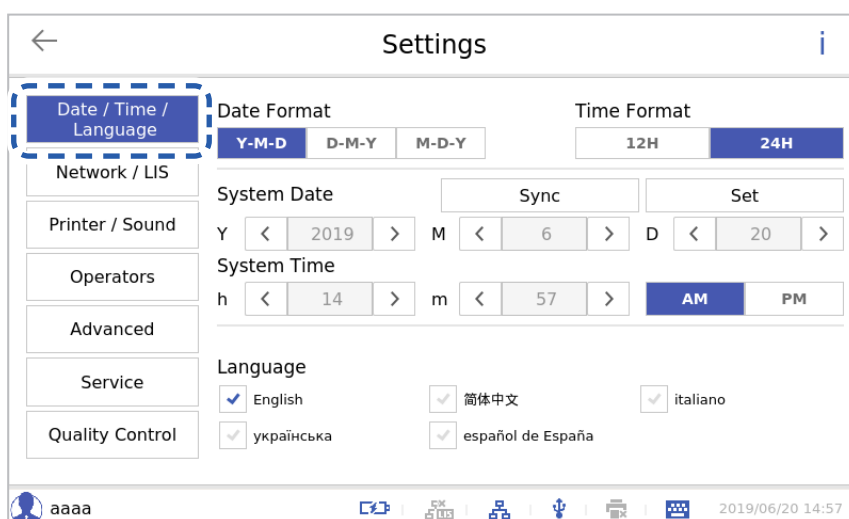 Settings
i
Date / Time /
Language
Network / LIS
Printer / Sound
Operators
Advanced
Service
Quality Control
Date Format
Time Format
Y-M-D D-M-Y M-D-Y
12H 24H
System Date
Sync
Set
Y < 2019 > M < 6 > D < 20 >
System Time
h < 14 > m < 57 > AM PM
Language
English
简体中文
italiano
українська
español de España
aaaa
LIS
2019/06/20 14:57